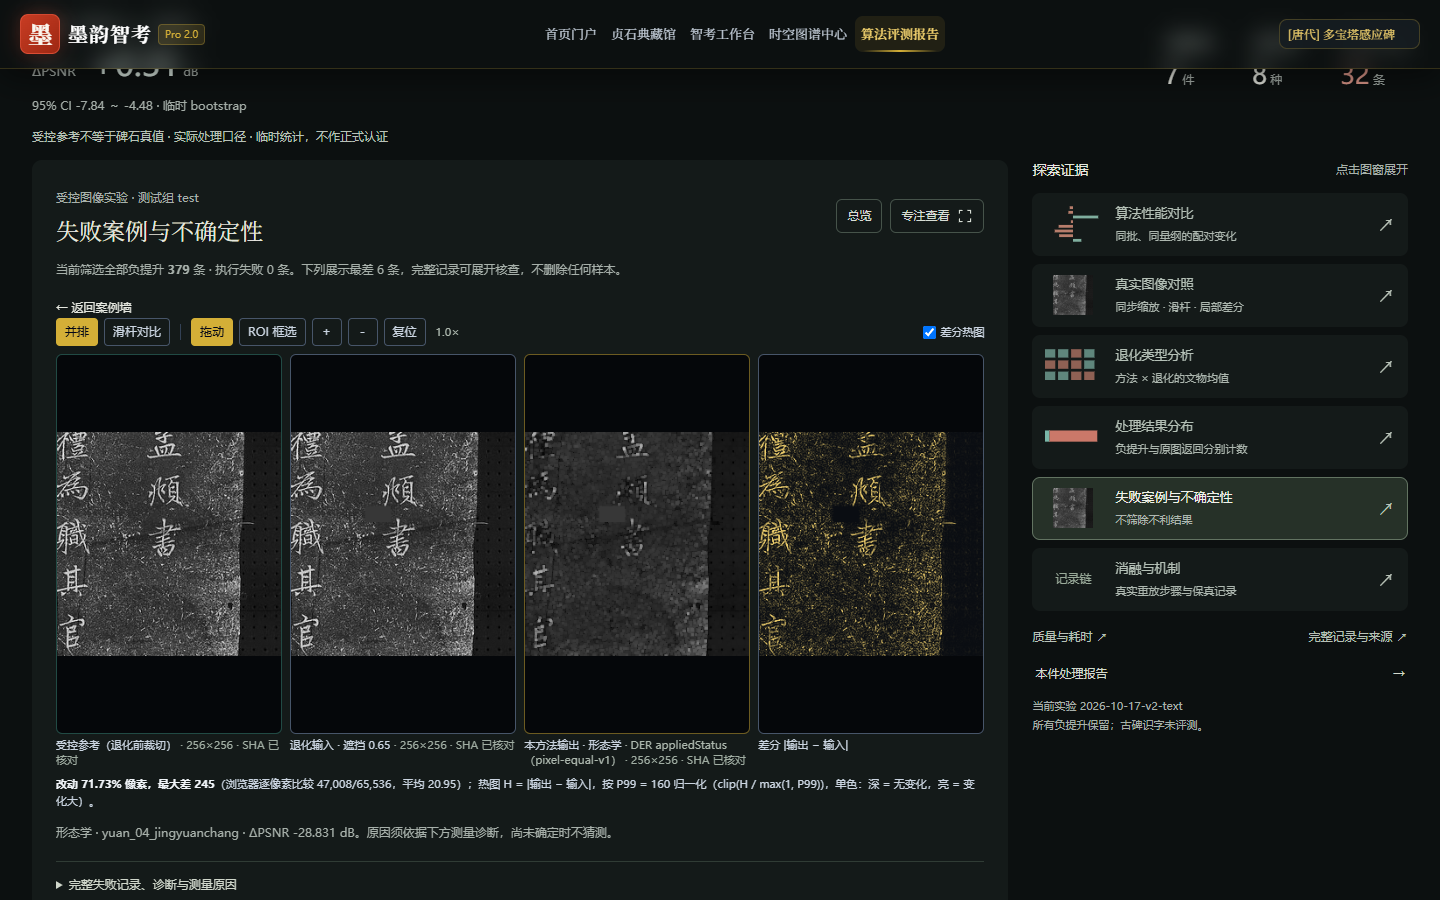 墨 墨韵智考 Pro 2.0
首页门户 贞石典藏馆 智考工作台 时空图谱中心 算法评测报告
[唐代] 多宝塔感应碑
ΔPSNR dB
7 件 8 种 32 条
95% CI -7.84 ~ -4.48 · 临时 bootstrap
受控参考不等于碑石真值 · 实际处理口径 · 临时统计，不作正式认证
受控图像实验 · 测试组 test
失败案例与不确定性
总览 专注查看
当前筛选全部负提升 379 条 · 执行失败 0 条。下列展示最差 6 条，完整记录可展开核查，不删除任何样本。
← 返回案例墙
并排 滑杆对比 拖动 ROI 框选 + - 复位 1.0× 差分热图
禮為職其官
孟頫書
禮為職其官
孟頫書
受控参考（退化前裁切） · 256×256 · SHA 已核对
退化输入 · 遮挡 0.65 · 256×256 · SHA 已核对
本方法输出 · 形态学 · DER appliedStatus
（pixel-equal-v1） · 256×256 · SHA 已核对
差分 |输出 − 输入|
改动 71.73% 像素，最大差 245（浏览器逐像素比较 47,008/65,536，平均 20.95）；热图 H = |输出 − 输入|，按 P99 = 160 归一化（clip(H / max(1, P99))，单色：深 = 无变化，亮 = 变
化大）。
形态学 · yuan_04_jingyuanchang · ΔPSNR -28.831 dB。原因须依据下方测量诊断，尚未确定时不猜测。
▶ 完整失败记录、诊断与测量原因
探索证据 点击图窗展开
算法性能对比
同批、同量纲的配对变化
真实图像对照
同步缩放 · 滑杆 · 局部差分
退化类型分析
方法 × 退化的文物均值
处理结果分布
负提升与原图返回分别计数
失败案例与不确定性
不筛除不利结果
记录链
消融与机制
真实重放步骤与保真记录
质量与耗时 ↗ 完整记录与来源 ↗
本件处理报告 →
当前实验 2026-10-17-v2-text
所有负提升保留；古碑识字未评测。